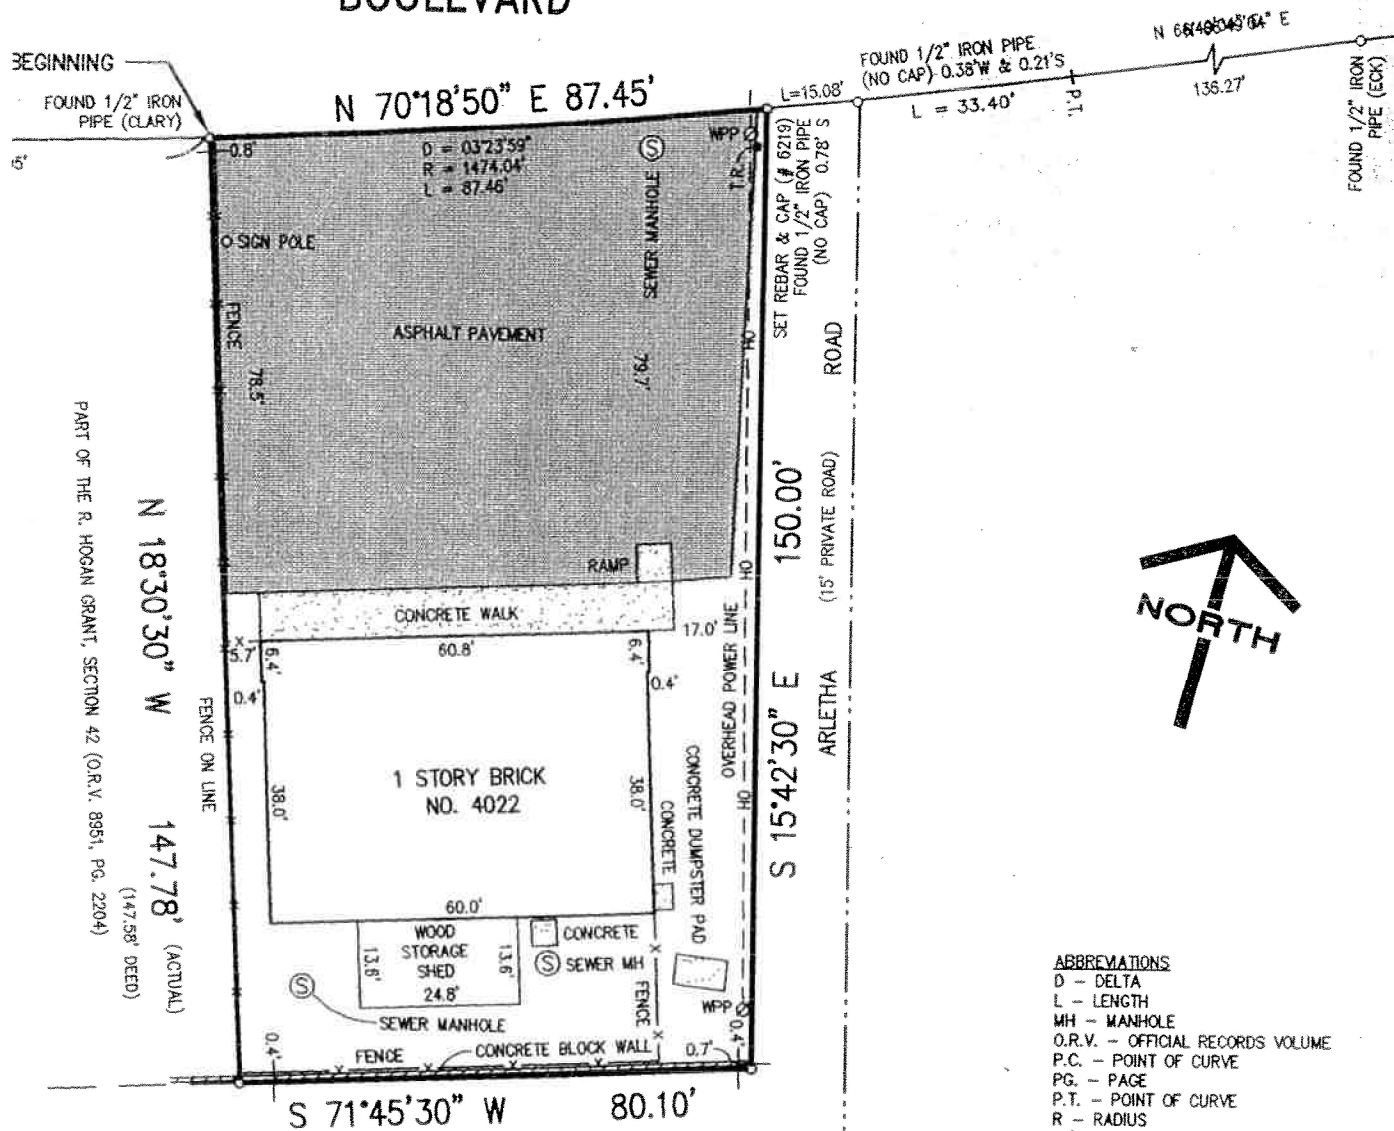 BOULEVARD
BEGINNING
FOUND 1/2" IRON
PIPE (CLARY)
N 70°18'50" E 87.45'
D = 03°23'59"
R = 1474.04'
L = 87.46'
0.8'
SIGN POLE
FENCE
78.5'
ASPHALT PAVEMENT
SEWER MANHOLE
S
79.7'
WPP
T.R.
L=15.08'
FOUND 1/2" IRON PIPE
(NO CAP) 0.38'W & 0.21'S
L = 33.40'
P.T.
136.27'
FOUND 1/2" IRON
PIPE (ECK)
SET REBAR & CAP (# 6219)
FOUND 1/2" IRON PIPE
(NO CAP) 0.78' S
HO
ARLETHA ROAD
(15' PRIVATE ROAD)
S 15°42'30" E 150.00'
OVERHEAD POWER LINE
HO
HO
NORTH
RAMP
CONCRETE WALK
17.0'
X
5.7'
6.4'
60.8'
6.4'
0.4'
0.4'
1 STORY BRICK
NO. 4022
38.0'
38.0'
60.0'
CONCRETE
CONCRETE DUMPSTER PAD
WOOD
STORAGE
SHED
13.6'
13.6'
24.8'
CONCRETE
S
SEWER MH
S
SEWER MANHOLE
FENCE
X
X
WPP
0.4'
0.4'
FENCE
CONCRETE BLOCK WALL
0.7'
S 71°45'30" W 80.10'
PART OF THE R. HOGAN GRANT, SECTION 42 (O.R.V. 8951, PG. 2204)
N 18°30'30" W 147.78' (ACTUAL)
(147.58' DEED)
FENCE ON LINE
ABBREVIATIONS
D - DELTA
L - LENGTH
MH - MANHOLE
O.R.V. - OFFICIAL RECORDS VOLUME
P.C. - POINT OF CURVE
PG. - PAGE
P.T. - POINT OF CURVE
R - RADIUS